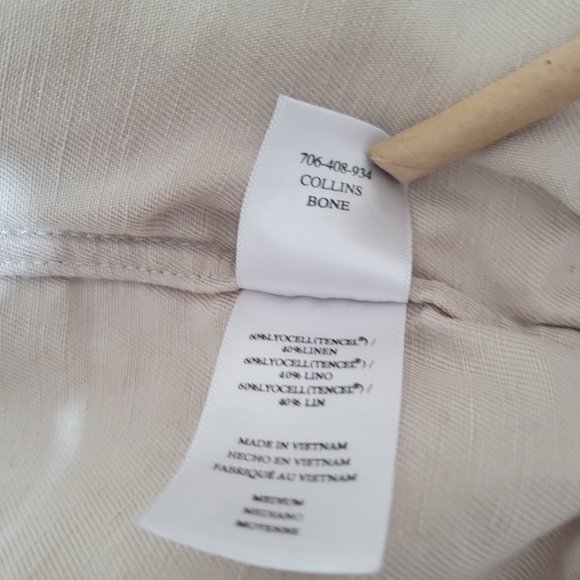 706-408-934
COLLINS
BONE
60%LYOCELL(TENCEL®) /
40%LINEN
60%LYOCELL(TENCEL®) /
40% LINO
60%LYOCELL(TENCEL®) /
40% LIN
MADE IN VIETNAM
HECHO EN VIETNAM
FABRIQUÉ AU VIETNAM
MEDIUM
MEDIANO
MOYENNE